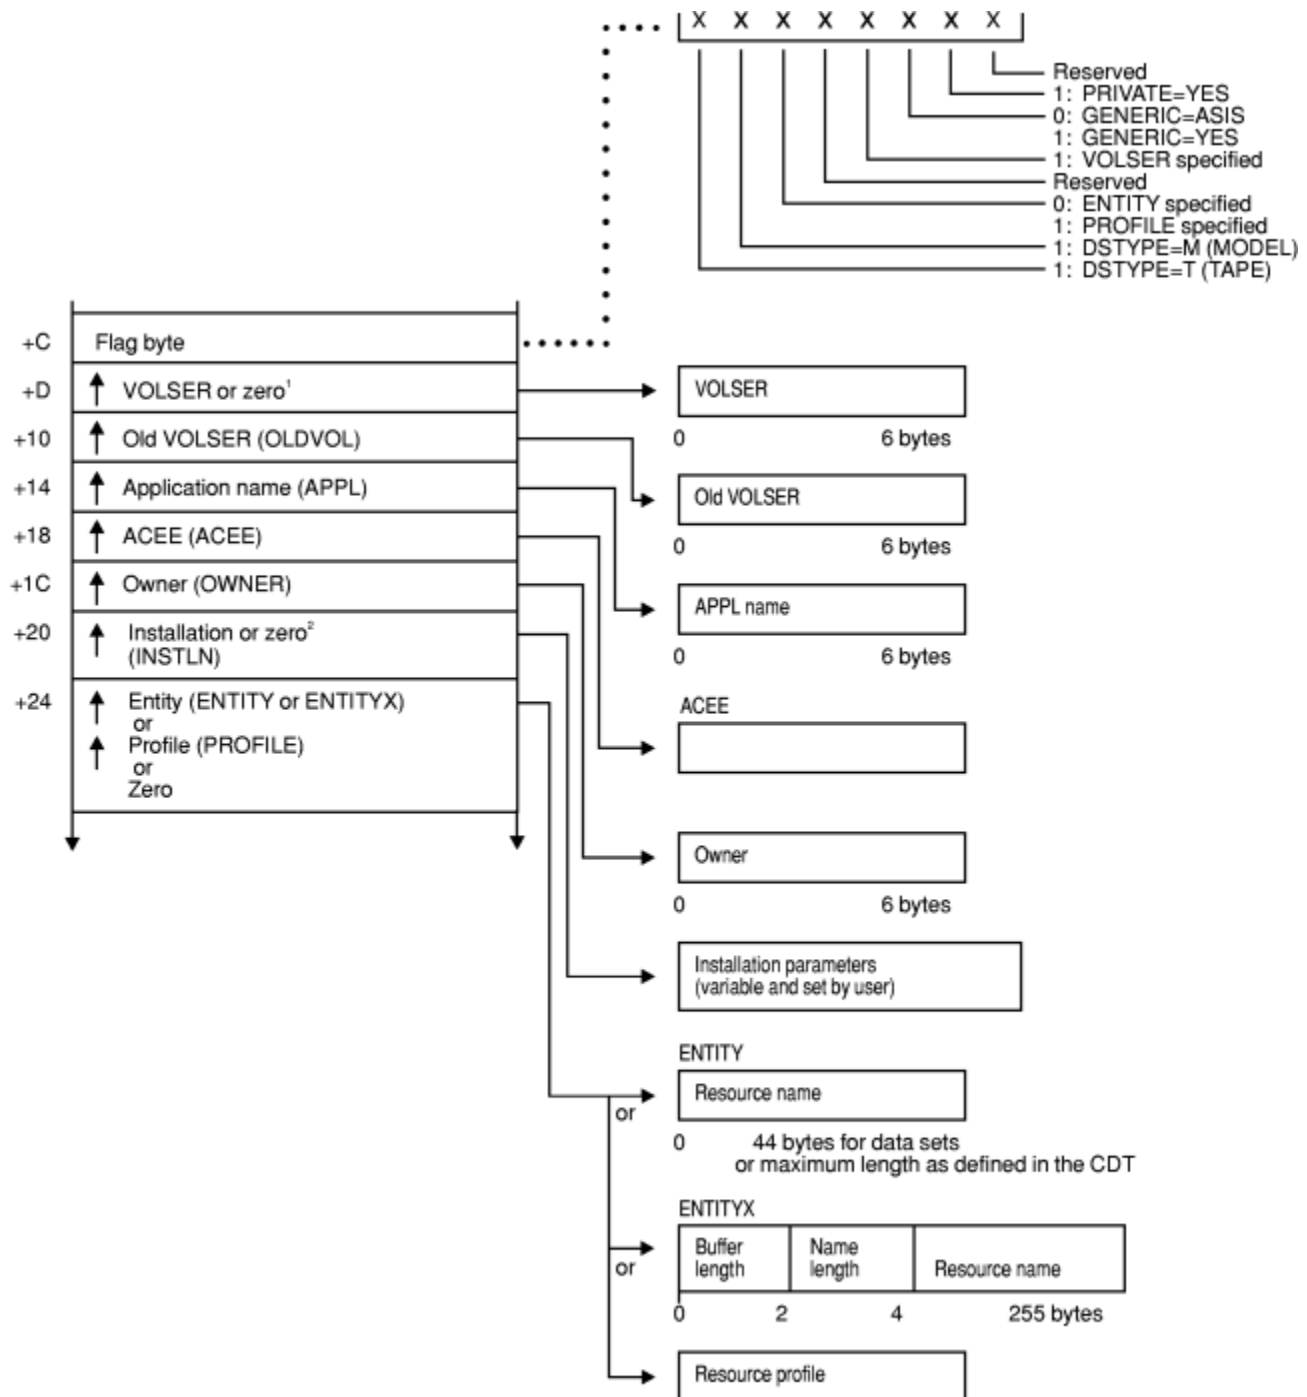 X X X X X X X X
Reserved
1: PRIVATE=YES
0: GENERIC=ASIS
1: GENERIC=YES
1: VOLSER specified
Reserved
0: ENTITY specified
1: PROFILE specified
1: DSTYPE=M (MODEL)
1: DSTYPE=T (TAPE)
+C Flag byte
+D VOLSER or zero¹
+10 Old VOLSER (OLDVOL)
+14 Application name (APPL)
+18 ACEE (ACEE)
+1C Owner (OWNER)
+20 Installation or zero²
(INSTLN)
+24 Entity (ENTITY or ENTITYX)
or
Profile (PROFILE)
or
Zero
VOLSER
0 6 bytes
Old VOLSER
0 6 bytes
APPL name
0 6 bytes
ACEE
Owner
0 6 bytes
Installation parameters
(variable and set by user)
ENTITY
Resource name
or
0 44 bytes for data sets
or maximum length as defined in the CDT
ENTITYX
Buffer length
Name length
Resource name
or
0 2 4 255 bytes
Resource profile